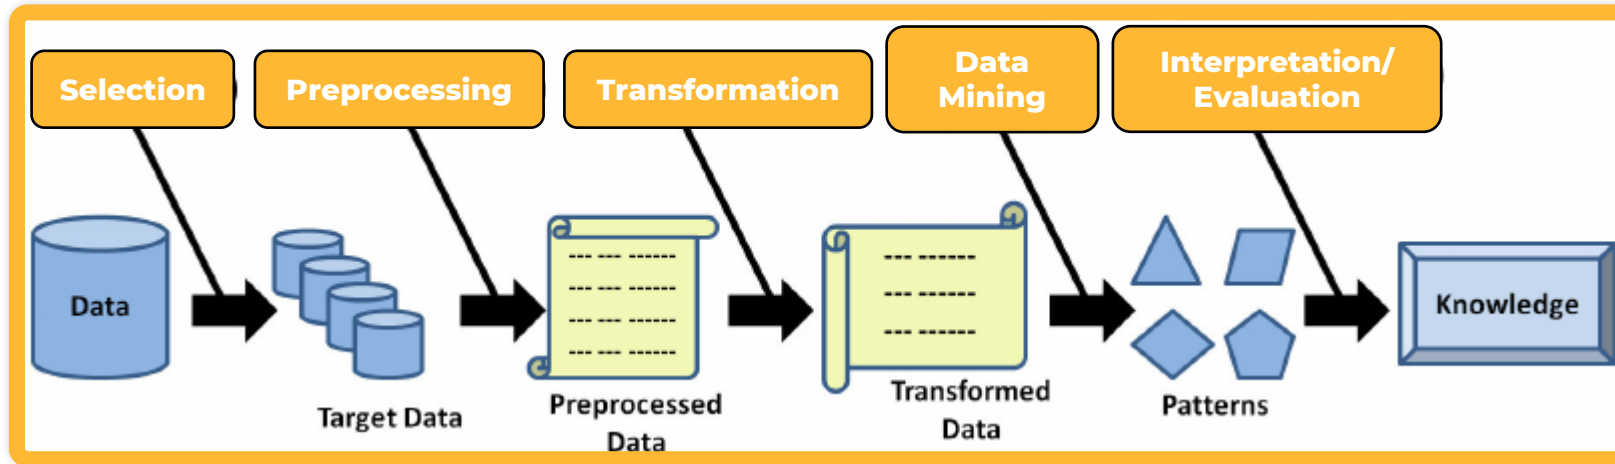 Selection
Preprocessing
Transformation
Data
Mining
Interpretation/
Evaluation
Data
Target Data
Preprocessed
Data
Transformed
Data
Patterns
Knowledge